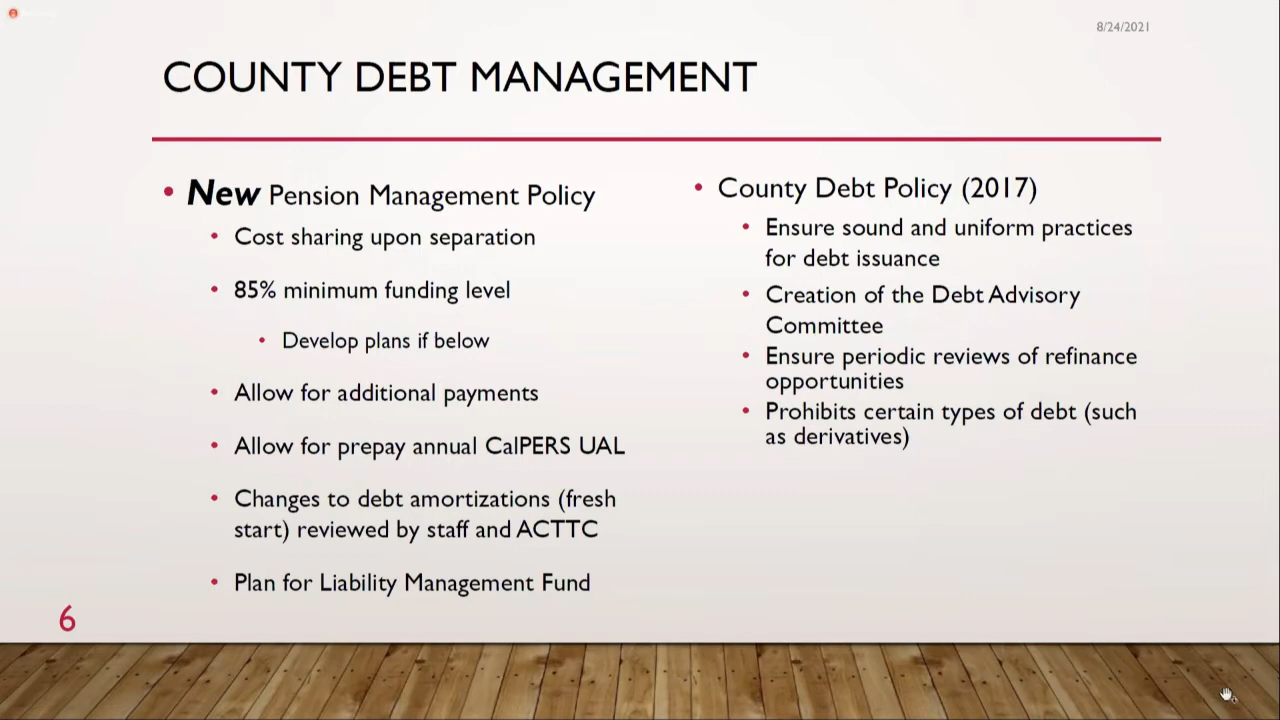 8/24/2021
COUNTY DEBT MANAGEMENT
• New Pension Management Policy
• Cost sharing upon separation
• 85% minimum funding level
• Develop plans if below
• Allow for additional payments
• Allow for prepay annual CalPERS UAL
• Changes to debt amortizations (fresh
start) reviewed by staff and ACTTC
• Plan for Liability Management Fund
• County Debt Policy (2017)
• Ensure sound and uniform practices
for debt issuance
• Creation of the Debt Advisory
Committee
• Ensure periodic reviews of refinance
opportunities
• Prohibits certain types of debt (such
as derivatives)
6